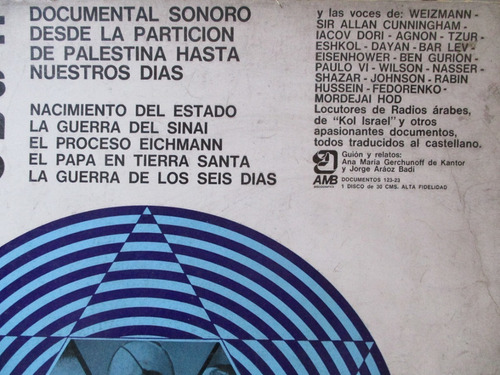 DOCUMENTAL SONORO
DESDE LA PARTICION
DE PALESTINA HASTA
NUESTROS DIAS
NACIMIENTO DEL ESTADO
LA GUERRA DEL SINAI
EL PROCESO EICHMANN
EL PAPA EN TIERRA SANTA
LA GUERRA DE LOS SEIS DIAS
y las voces de: WEIZMANN -
SIR ALLAN CUNNINGHAM -
IACOV DORI - AGNON - TZUR -
ESHKOL - DAYAN - BAR LEV -
EISENHOWER - BEN GURION -
PAULO VI - WILSON - NASSER -
SHAZAR - JOHNSON - RABIN
HUSSEIN - FEDORENKO -
MORDEJAI HOD
Locutores de Radios árabes,
de "Kol Israel" y otros
apasionantes documentos,
todos traducidos al castellano.
Guión y relatos:
Ana María Gerchunoff de Kantor
y Jorge Aráoz Badi
AMB
DOCUMENTOS 123-23
1 DISCO de 30 CMS. ALTA FIDELIDAD